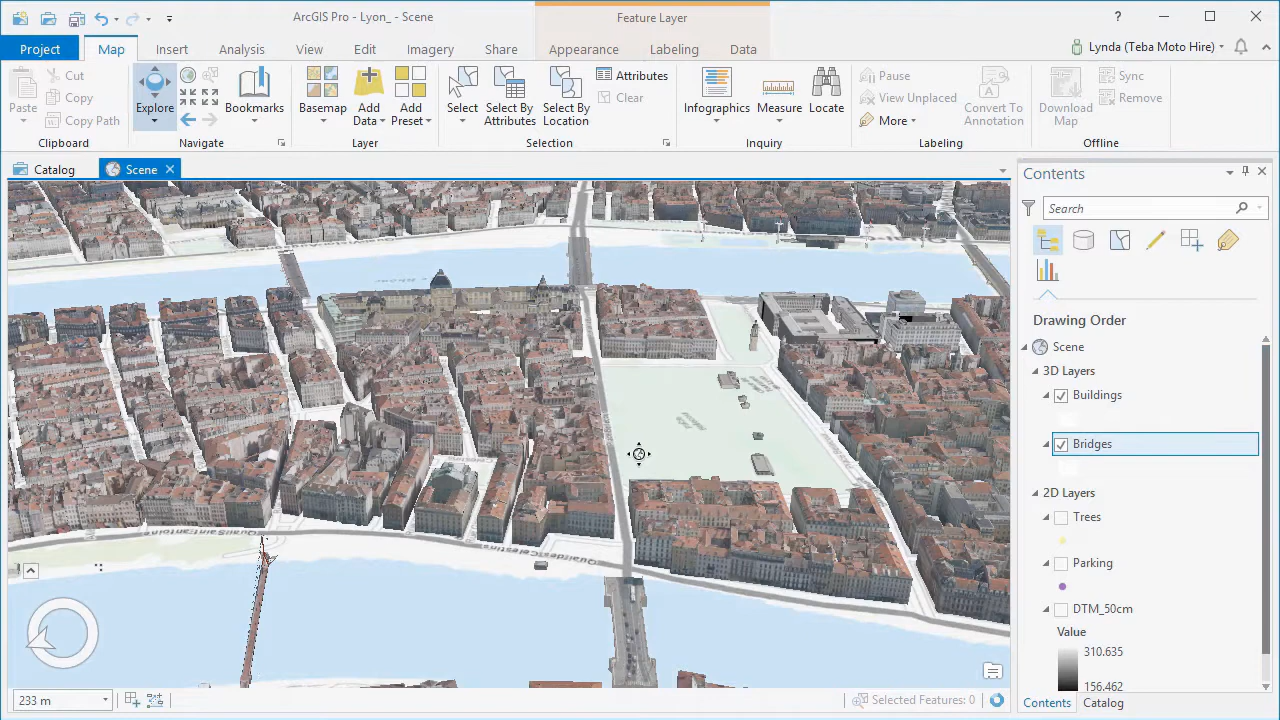 ArcGIS Pro - Lyon_ - Scene
Feature Layer
?
Project
Map
Insert
Analysis
View
Edit
Imagery
Share
Appearance
Labeling
Data
Lynda (Teba Moto Hire)
Paste
Cut
Copy
Copy Path
Clipboard
Explore
Bookmarks
Navigate
Basemap
Add Data
Add Preset
Layer
Select
Select By Attributes
Select By Location
Attributes
Clear
Selection
Infographics
Measure
Locate
Inquiry
Pause
View Unplaced
More
Convert To Annotation
Labeling
Download Map
Sync
Remove
Offline
Catalog
Scene
QuaiSaintAntoine
QuaidesCélestins
233 m
Selected Features: 0
Contents
Search
Drawing Order
Scene
3D Layers
Buildings
Bridges
2D Layers
Trees
Parking
DTM_50cm
Value
310.635
156.462
Contents
Catalog